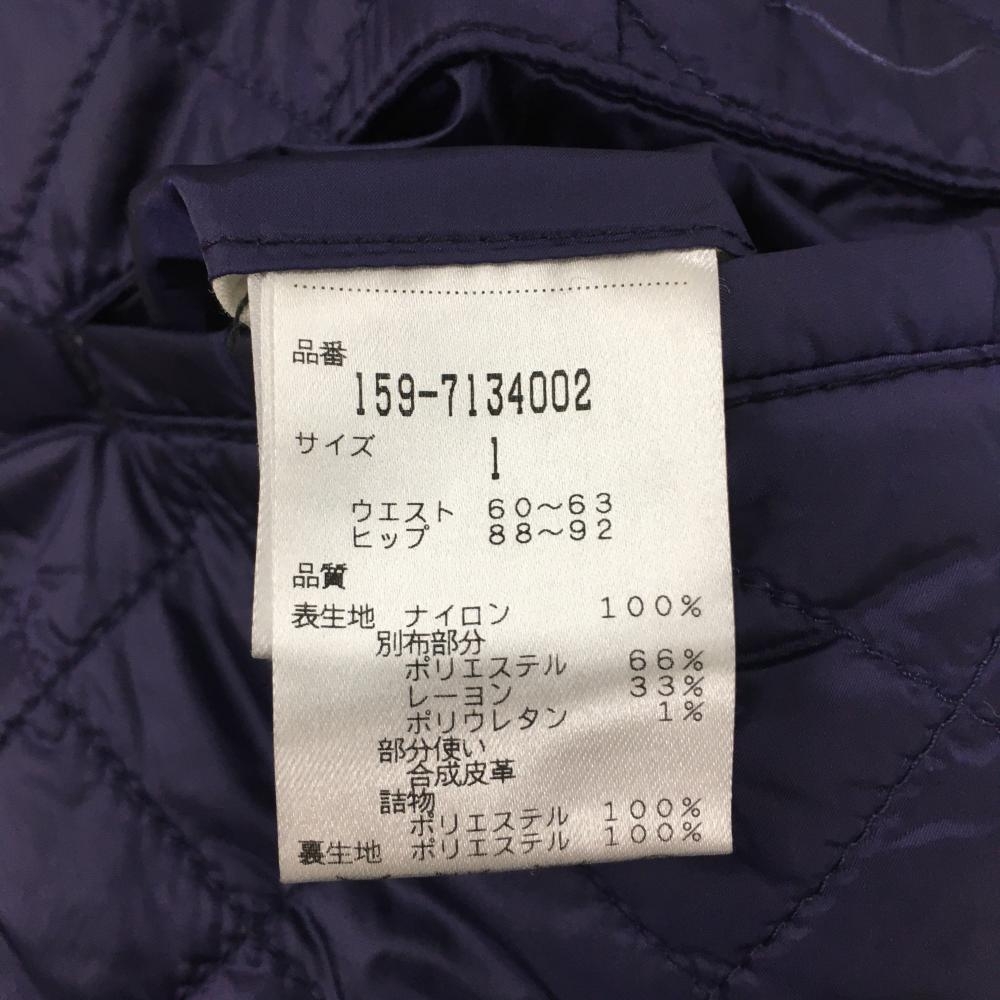 品番
159-7134002
サイズ 1
ウエスト 60～63
ヒップ 88～92
品質
表生地 ナイロン 100%
別布部分
ポリエステル 66%
レーヨン 33%
ポリウレタン 1%
部分使い
合成皮革
詰物
ポリエステル 100%
裏生地 ポリエステル 100%